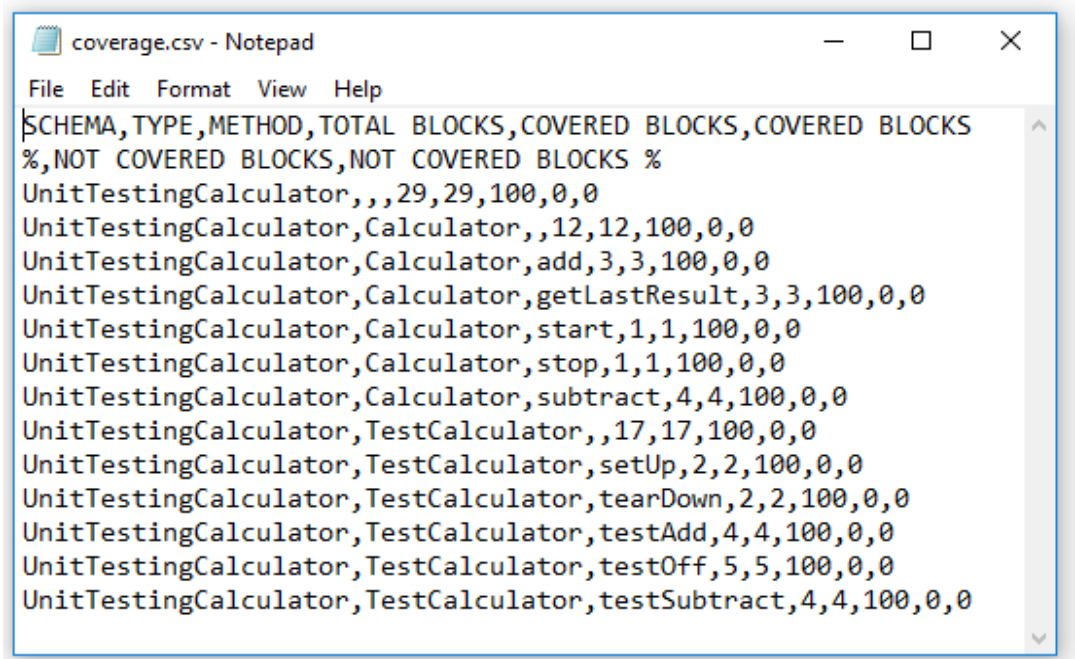 coverage.csv - Notepad
File Edit Format View Help
SCHEMA,TYPE,METHOD,TOTAL BLOCKS,COVERED BLOCKS,COVERED BLOCKS
%,NOT COVERED BLOCKS,NOT COVERED BLOCKS %
UnitTestingCalculator,,,29,29,100,0,0
UnitTestingCalculator,Calculator,,12,12,100,0,0
UnitTestingCalculator,Calculator,add,3,3,100,0,0
UnitTestingCalculator,Calculator,getLastResult,3,3,100,0,0
UnitTestingCalculator,Calculator,start,1,1,100,0,0
UnitTestingCalculator,Calculator,stop,1,1,100,0,0
UnitTestingCalculator,Calculator,subtract,4,4,100,0,0
UnitTestingCalculator,TestCalculator,,17,17,100,0,0
UnitTestingCalculator,TestCalculator,setUp,2,2,100,0,0
UnitTestingCalculator,TestCalculator,tearDown,2,2,100,0,0
UnitTestingCalculator,TestCalculator,testAdd,4,4,100,0,0
UnitTestingCalculator,TestCalculator,testOff,5,5,100,0,0
UnitTestingCalculator,TestCalculator,testSubtract,4,4,100,0,0